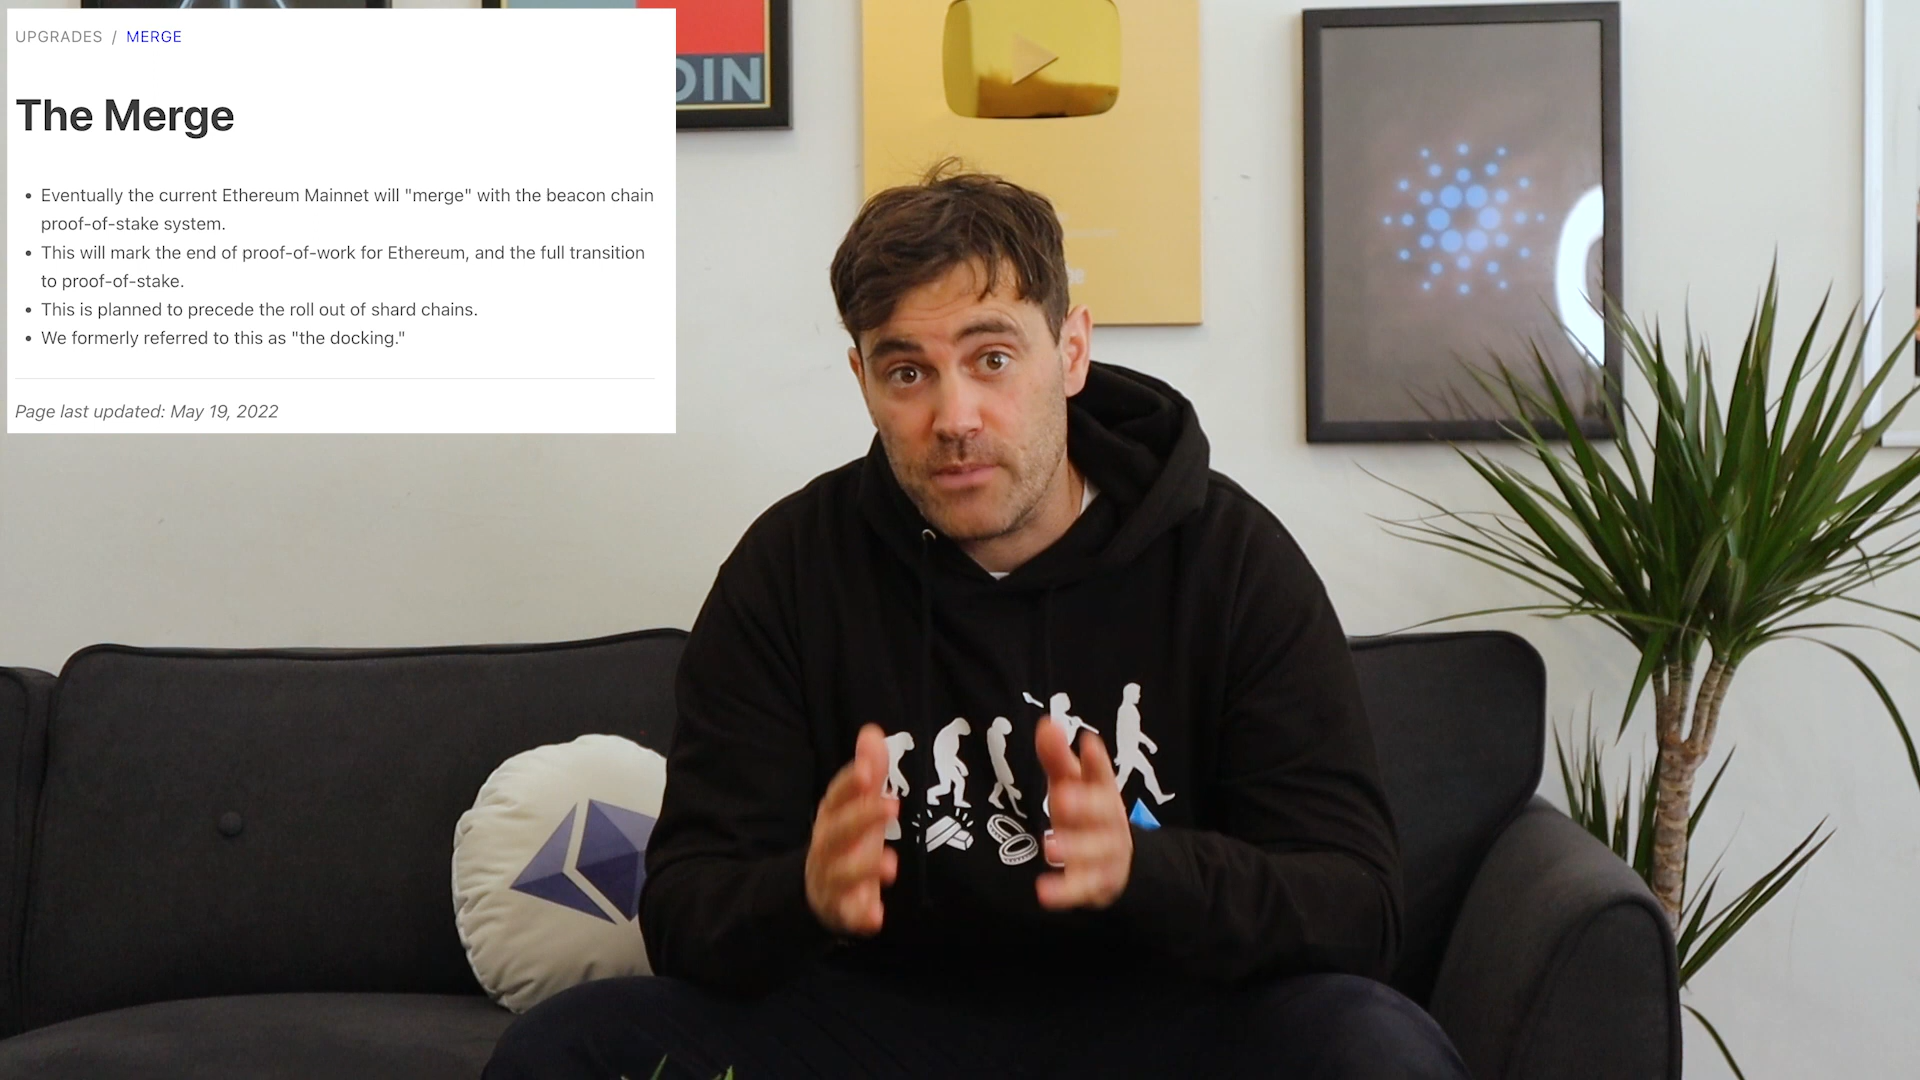 UPGRADES / MERGE
The Merge
• Eventually the current Ethereum Mainnet will "merge" with the beacon chain
proof-of-stake system.
• This will mark the end of proof-of-work for Ethereum, and the full transition
to proof-of-stake.
• This is planned to precede the roll out of shard chains.
• We formerly referred to this as "the docking."
Page last updated: May 19, 2022
OIN